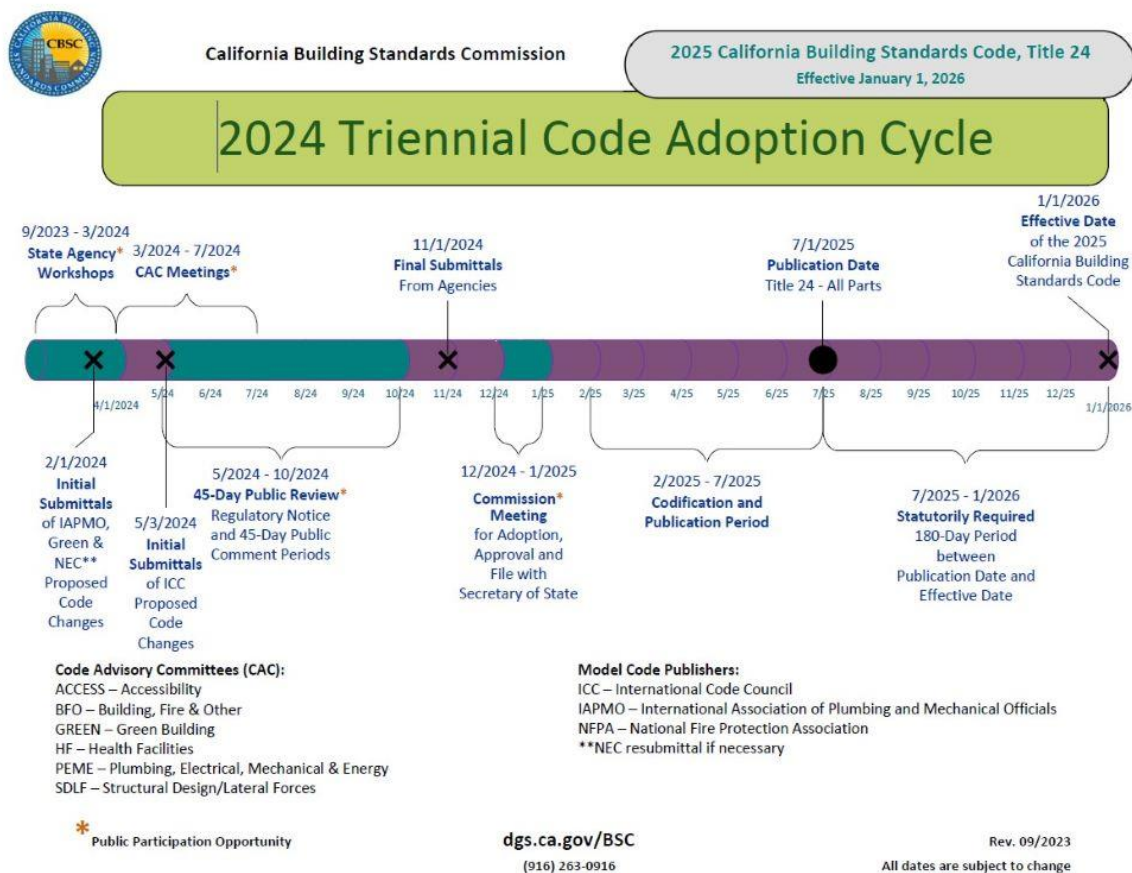 CALIFORNIA BUILDING STANDARDS COMMISSION
CBSC
California Building Standards Commission
2025 California Building Standards Code, Title 24
Effective January 1, 2026
2024 Triennial Code Adoption Cycle
9/2023 - 3/2024
State Agency*
Workshops
3/2024 - 7/2024
CAC Meetings*
11/1/2024
Final Submittals
From Agencies
7/1/2025
Publication Date
Title 24 - All Parts
1/1/2026
Effective Date
of the 2025
California Building
Standards Code
4/1/2024
5/24
6/24
7/24
8/24
9/24
10/24
11/24
12/24
1/25
2/25
3/25
4/25
5/25
6/25
7/25
8/25
9/25
10/25
11/25
12/25
1/1/2026
2/1/2024
Initial
Submittals
of IAPMO,
Green &
NEC**
Proposed
Code
Changes
5/3/2024
Initial
Submittals
of ICC
Proposed
Code
Changes
5/2024 - 10/2024
45-Day Public Review*
Regulatory Notice
and 45-Day Public
Comment Periods
12/2024 - 1/2025
Commission*
Meeting
for Adoption,
Approval and
File with
Secretary of State
2/2025 - 7/2025
Codification and
Publication Period
7/2025 - 1/2026
Statutorily Required
180-Day Period
between
Publication Date and
Effective Date
Code Advisory Committees (CAC):
ACCESS – Accessibility
BFO – Building, Fire & Other
GREEN – Green Building
HF – Health Facilities
PEME – Plumbing, Electrical, Mechanical & Energy
SDLF – Structural Design/Lateral Forces
Model Code Publishers:
ICC – International Code Council
IAPMO – International Association of Plumbing and Mechanical Officials
NFPA – National Fire Protection Association
**NEC resubmittal if necessary
* Public Participation Opportunity
dgs.ca.gov/BSC
(916) 263-0916
Rev. 09/2023
All dates are subject to change